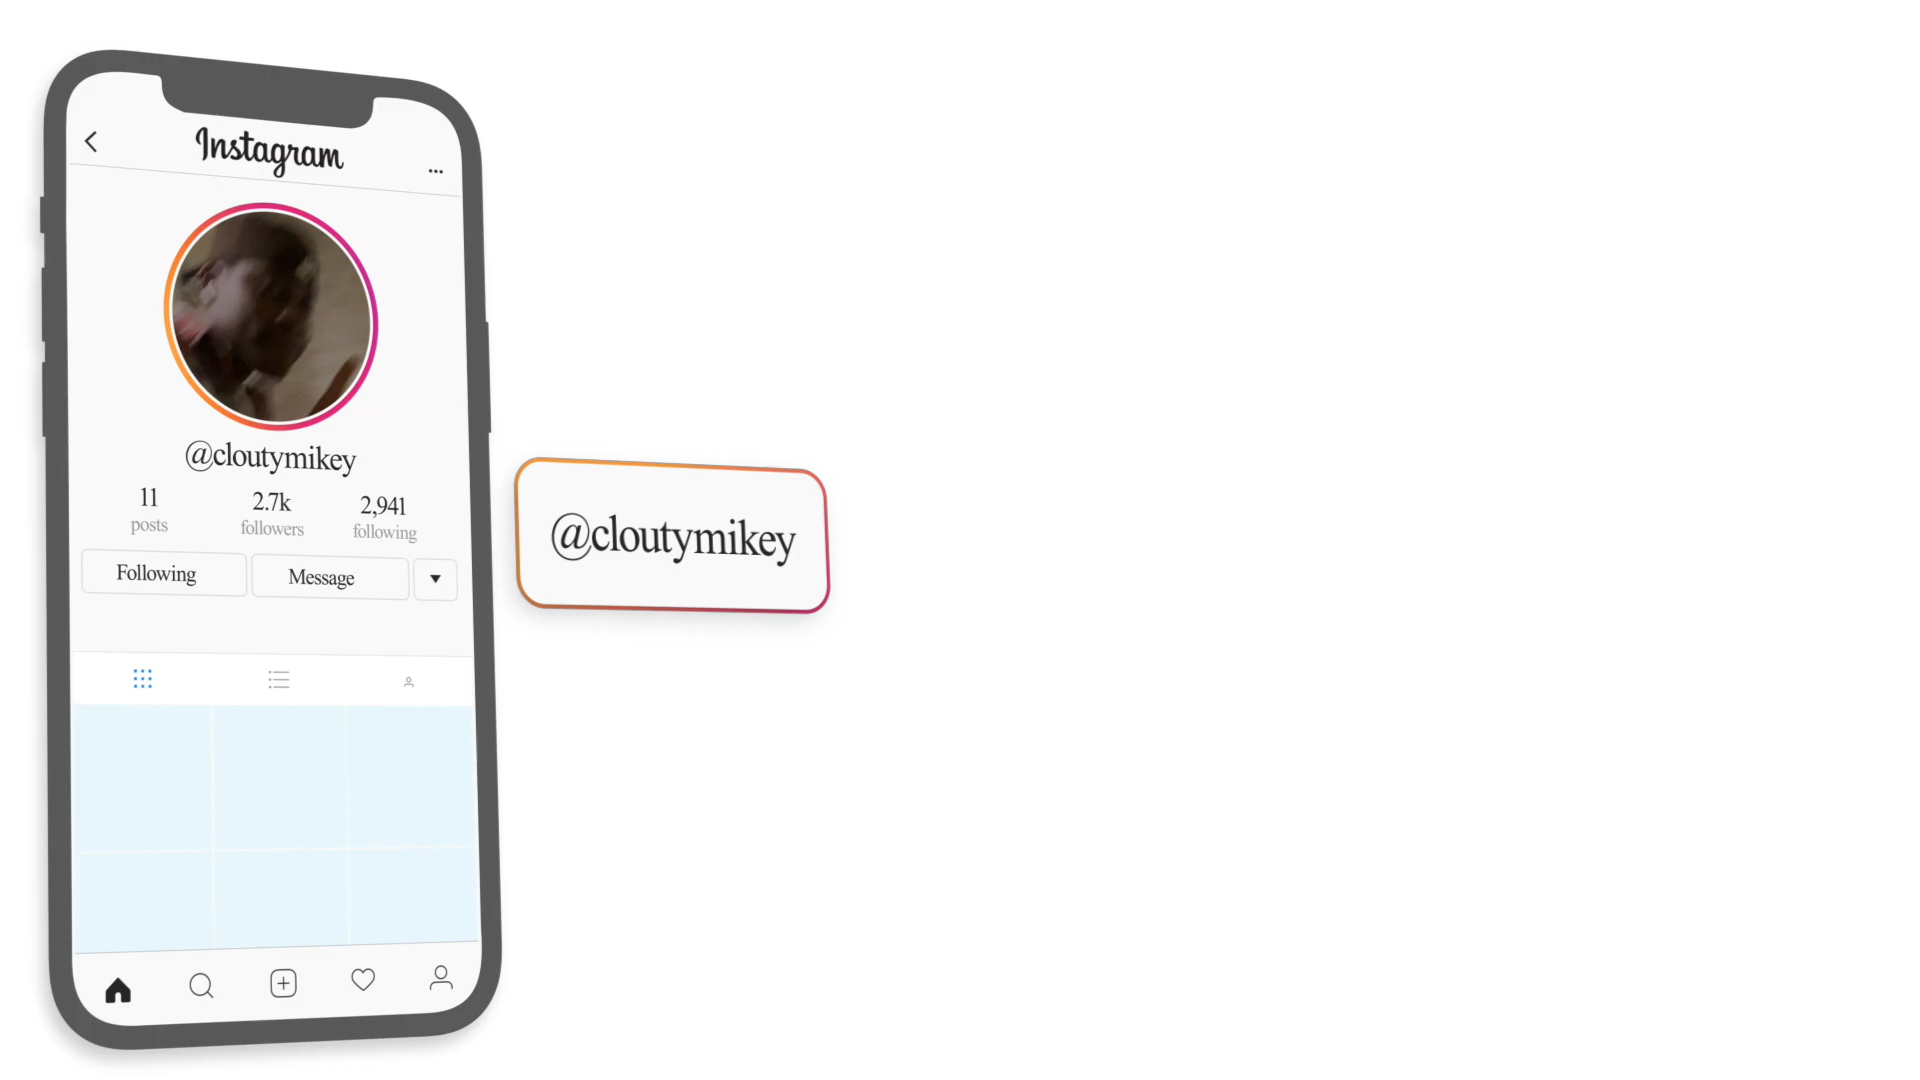 Instagram
@cloutymikey
11 2.7k 2,941
posts followers following
Following Message
@cloutymikey